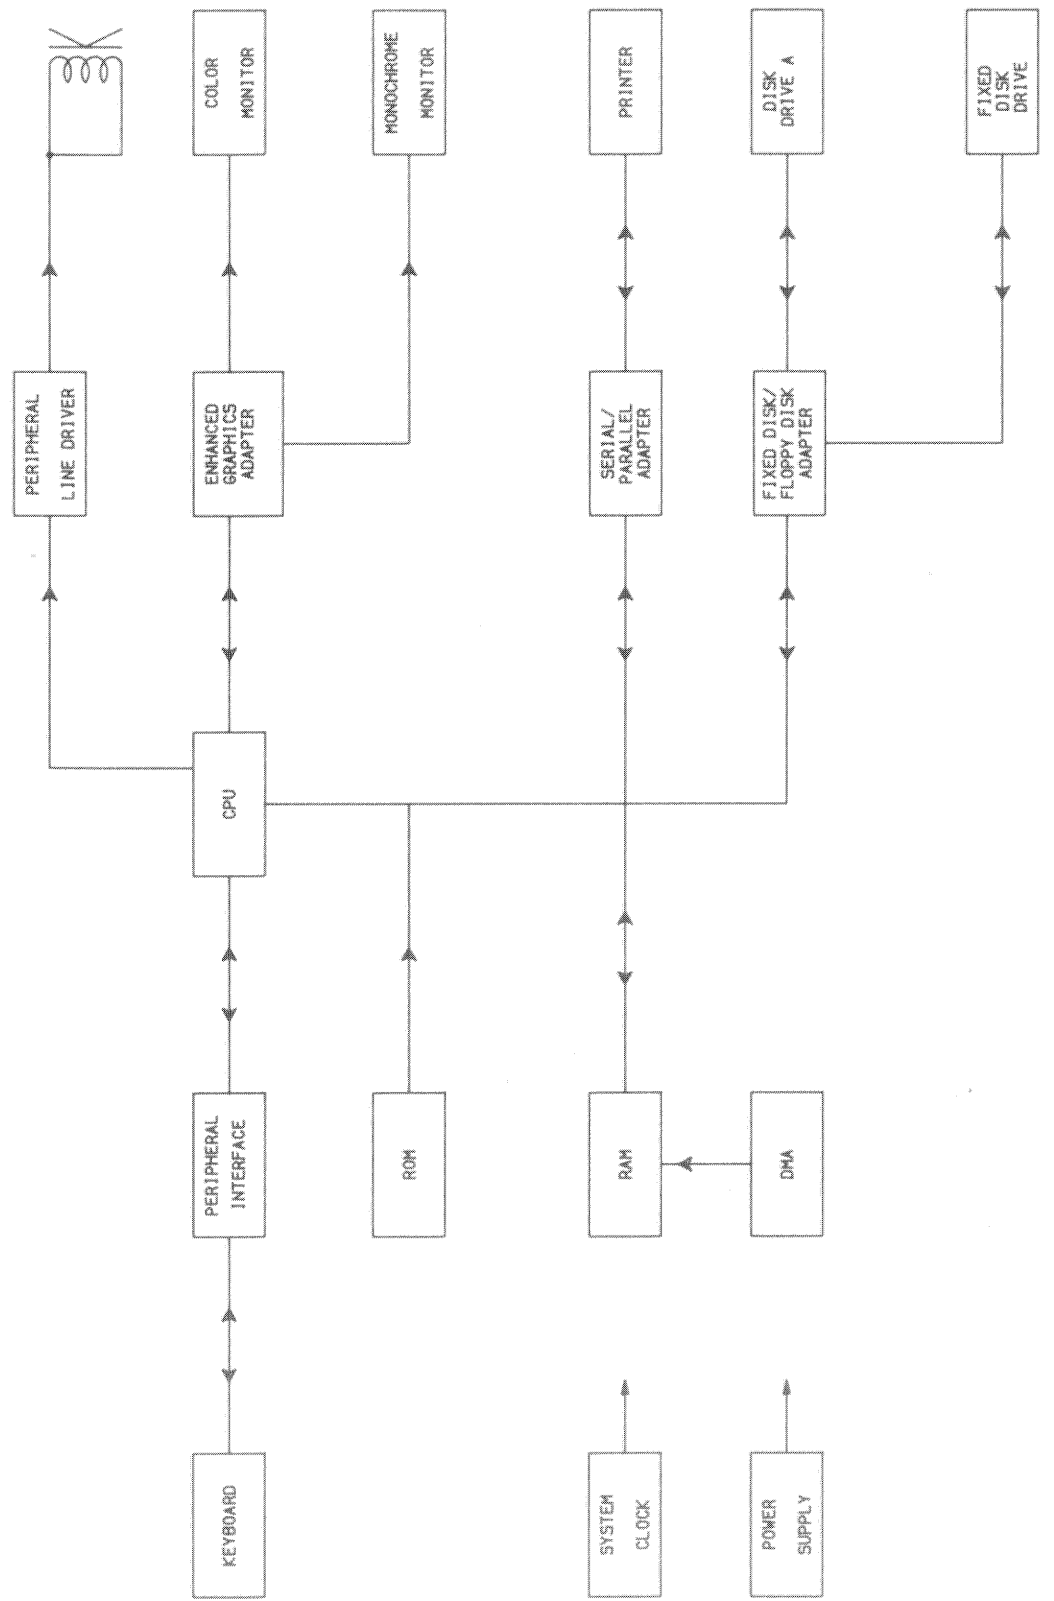 PERIPHERAL
LINE DRIVER
COLOR
MONITOR
MONOCHROME
MONITOR
KEYBOARD
PERIPHERAL
INTERFACE
CPU
ENHANCED
GRAPHICS
ADAPTER
ROM
SYSTEM
CLOCK
RAM
SERIAL/
PARALLEL
ADAPTER
PRINTER
POWER
SUPPLY
DMA
FIXED DISK/
FLOPPY DISK
ADAPTER
DISK
DRIVE A
FIXED
DISK
DRIVE